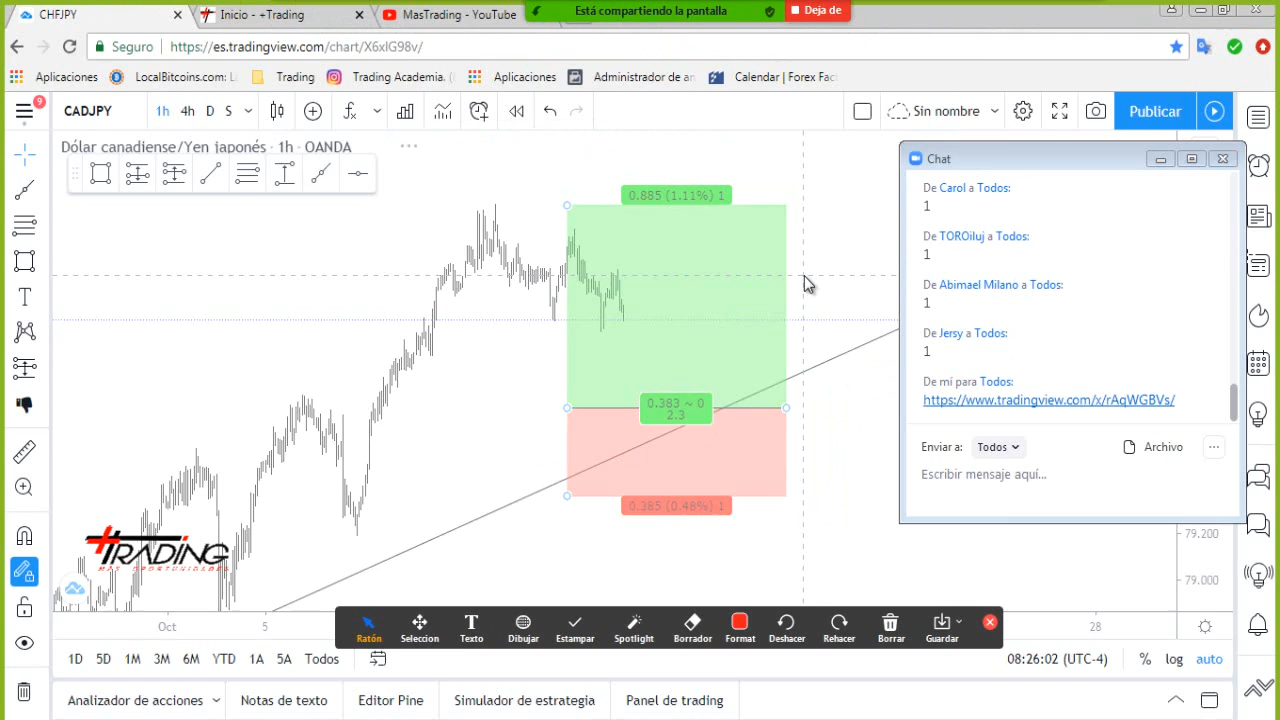 CHFJPY
Inicio - +Trading
MasTrading - YouTube
Está compartiendo la pantalla
Deja de
Seguro
https://es.tradingview.com/chart/X6xIG98v/
Aplicaciones
LocalBitcoins.com: L
Trading
Trading Academia. (
Aplicaciones
Administrador de an
Calendar | Forex Fac
9
CADJPY
1h
4h
D
S
Sin nombre
Publicar
Dólar canadiense/Yen japonés · 1h · OANDA
Chat
De Carol a Todos:
1
De TOROiluj a Todos:
1
De Abimael Milano a Todos:
1
De Jersy a Todos:
1
De mí para Todos:
https://www.tradingview.com/x/rAqWGBVs/
Enviar a:
Todos
Archivo
Escribir mensaje aquí...
0.885 (1.11%) 1
0.383 ~ 0
2.3
0.385 (0.48%) 1
79.200
79.000
+TRADING
MAS OPORTUNIDADES
Oct
5
28
Ratón
Seleccion
Texto
Dibujar
Estampar
Spotlight
Borrador
Format
Deshacer
Rehacer
Borrar
Guardar
1D
5D
1M
3M
6M
YTD
1A
5A
Todos
08:26:02 (UTC-4)
%
log
auto
Analizador de acciones
Notas de texto
Editor Pine
Simulador de estrategia
Panel de trading